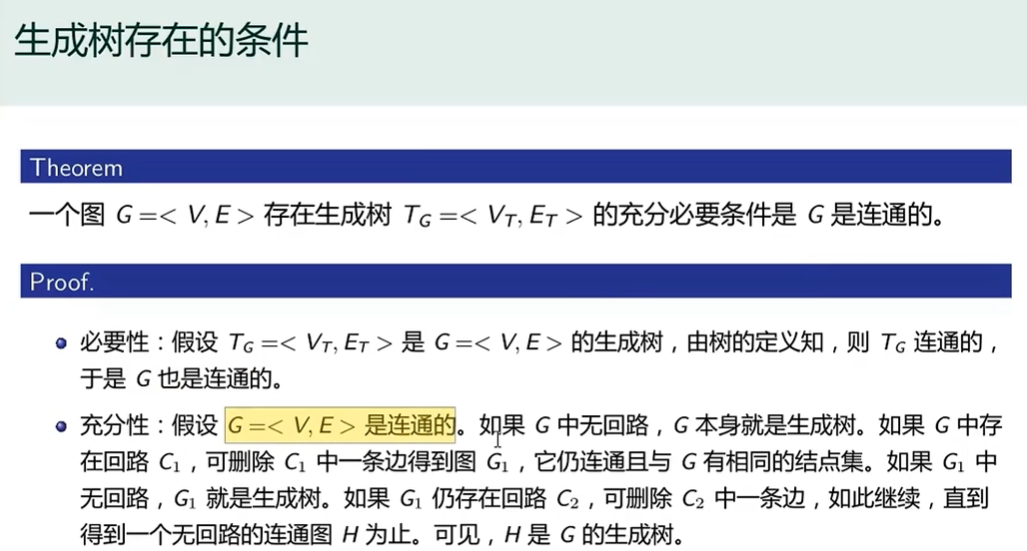 生成树存在的条件
Theorem
一个图 G =< V, E > 存在生成树 T_G =< V_T, E_T > 的充分必要条件是 G 是连通的。
Proof.
必要性：假设 T_G =< V_T, E_T > 是 G =< V, E > 的生成树，由树的定义知，则 T_G 连通的，
于是 G 也是连通的。
充分性：假设 G =< V, E > 是连通的。如果 G 中无回路，G 本身就是生成树。如果 G 中存
在回路 C_1，可删除 C_1 中一条边得到图 G_1，它仍连通且与 G 有相同的结点集。如果 G_1 中
无回路，G_1 就是生成树。如果 G_1 仍存在回路 C_2，可删除 C_2 中一条边，如此继续，直到
得到一个无回路的连通图 H 为止。可见，H 是 G 的生成树。